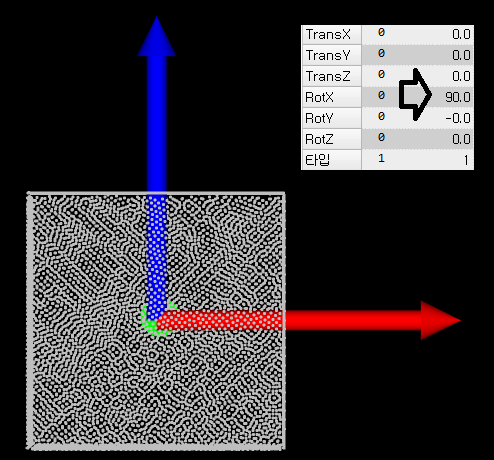 TransX 0 0.0
TransY 0 0.0
TransZ 0 0.0
RotX 0 90.0
RotY 0 -0.0
RotZ 0 0.0
타입 1 1